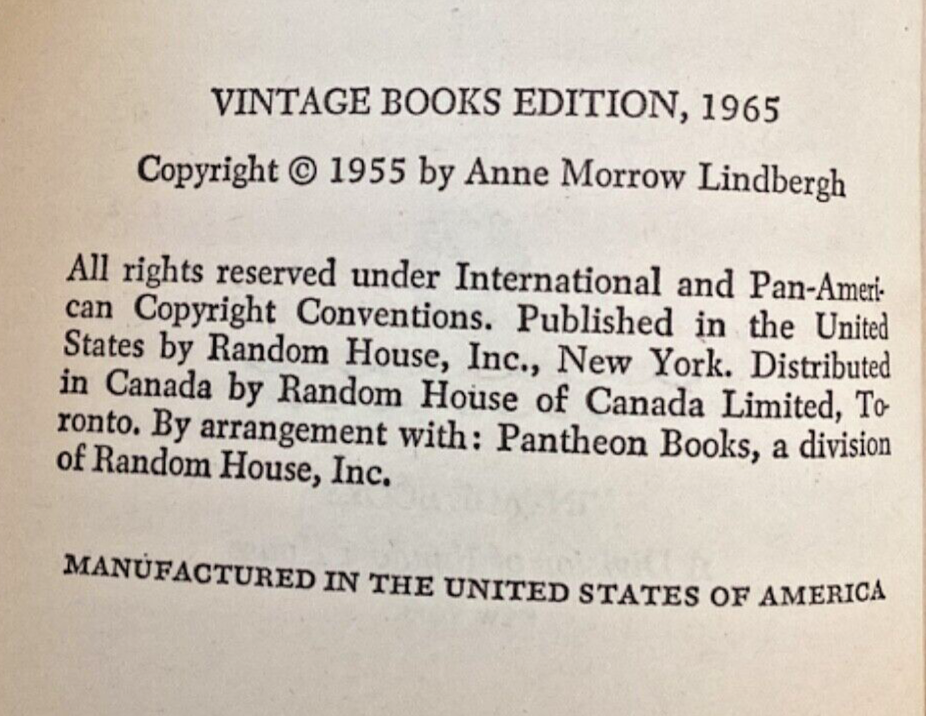 VINTAGE BOOKS EDITION, 1965
Copyright © 1955 by Anne Morrow Lindbergh
All rights reserved under International and Pan-Ameri-
can Copyright Conventions. Published in the United
States by Random House, Inc., New York. Distributed
in Canada by Random House of Canada Limited, To-
ronto. By arrangement with: Pantheon Books, a division
of Random House, Inc.
MANUFACTURED IN THE UNITED STATES OF AMERICA